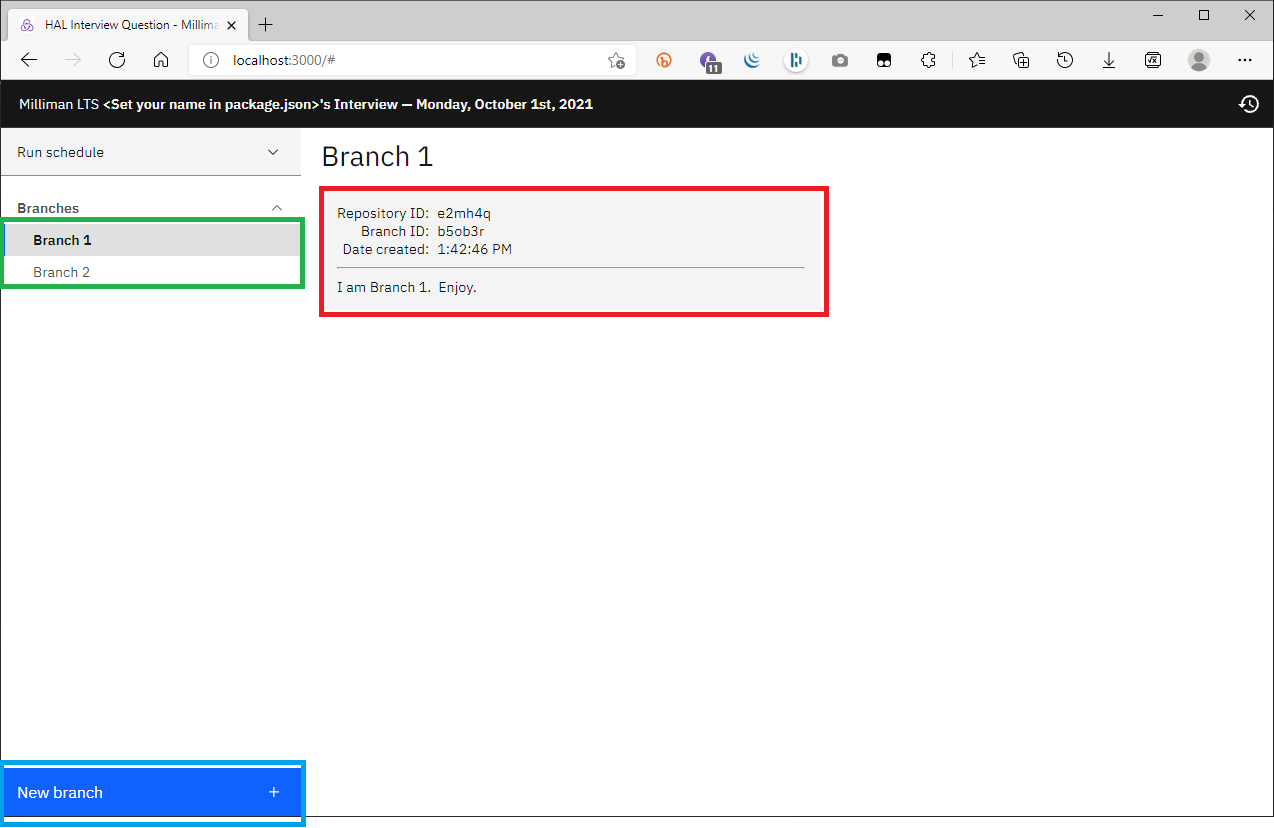 HAL Interview Question - Millima
localhost:3000/#
11
Milliman LTS <Set your name in package.json>'s Interview — Monday, October 1st, 2021
Run schedule
Branches
Branch 1
Branch 2
New branch
Branch 1
Repository ID: e2mh4q
Branch ID: b5ob3r
Date created: 1:42:46 PM
I am Branch 1. Enjoy.